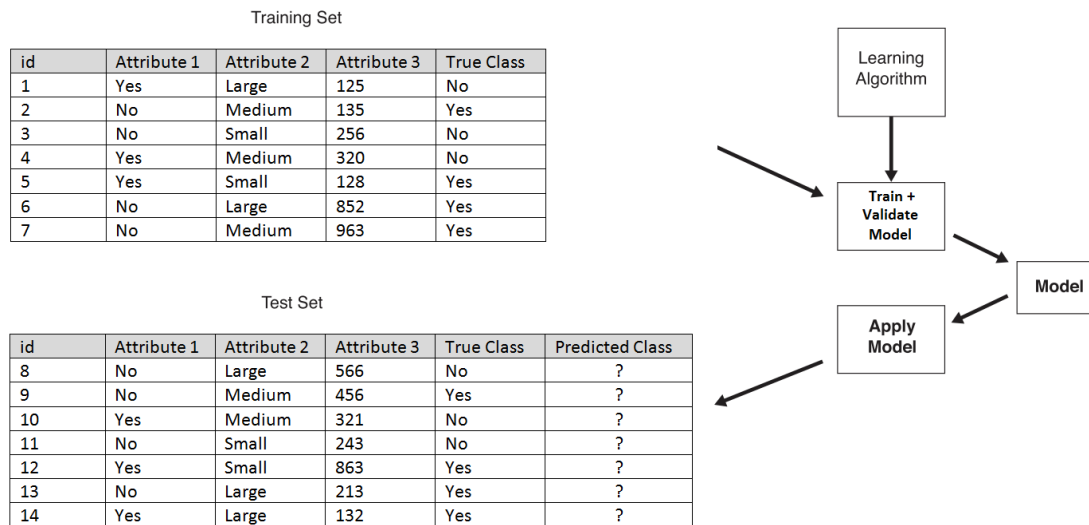 Training Set
id Attribute 1 Attribute 2 Attribute 3 True Class
1 Yes Large 125 No
2 No Medium 135 Yes
3 No Small 256 No
4 Yes Medium 320 No
5 Yes Small 128 Yes
6 No Large 852 Yes
7 No Medium 963 Yes
Learning
Algorithm
Train +
Validate
Model
Model
Apply
Model
Test Set
id Attribute 1 Attribute 2 Attribute 3 True Class Predicted Class
8 No Large 566 No ?
9 No Medium 456 Yes ?
10 Yes Medium 321 No ?
11 No Small 243 No ?
12 Yes Small 863 Yes ?
13 No Large 213 Yes ?
14 Yes Large 132 Yes ?